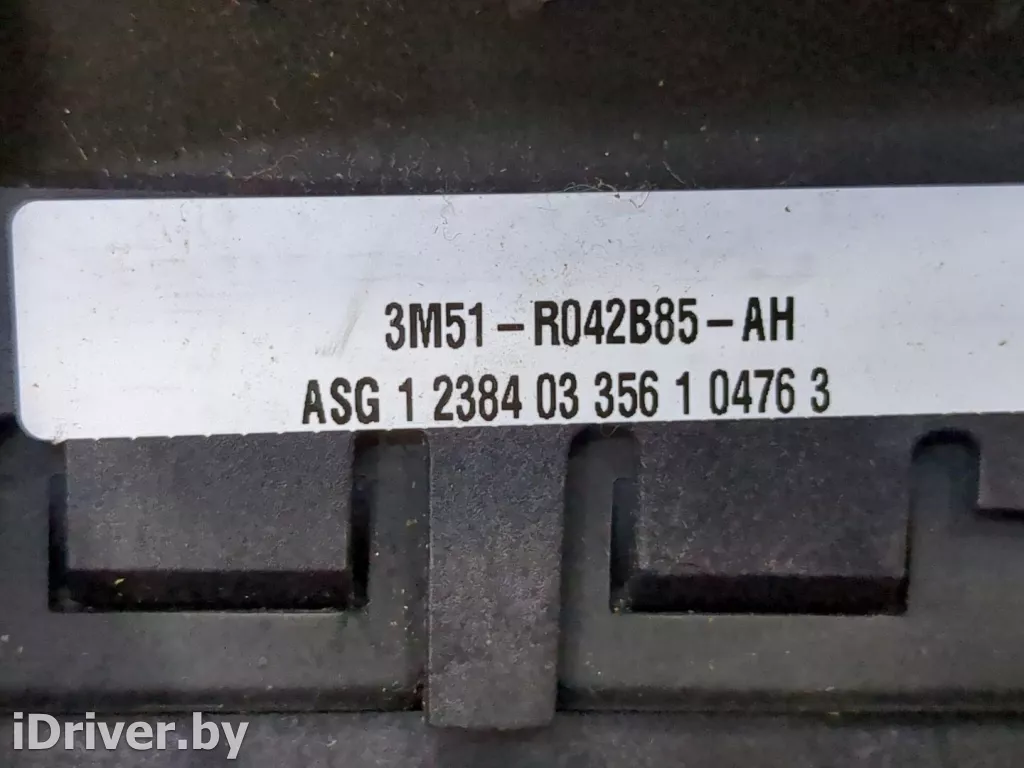 3M51-R042B85-AH
ASG 1 2384 03 356 1 0476 3
iDriver.by